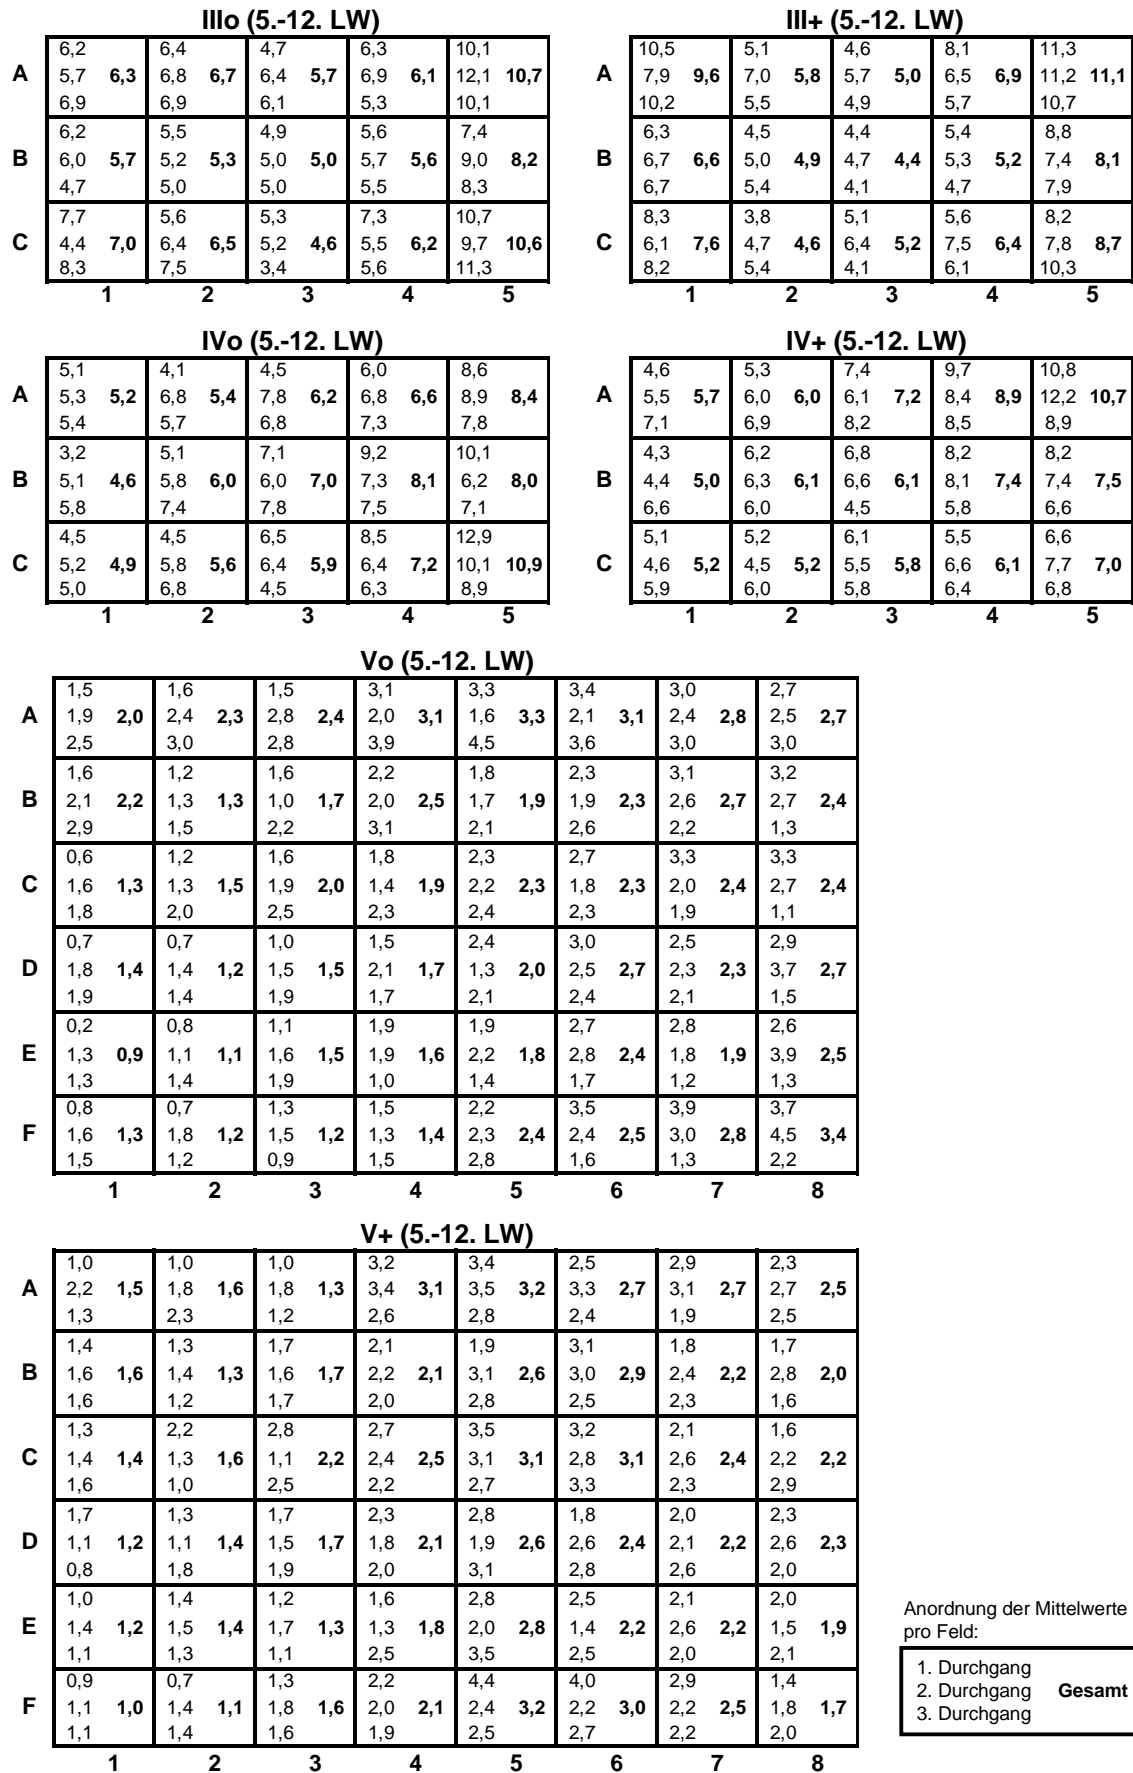 IIIo (5.-12. LW)
6,2 6,4 4,7 6,3 10,1
A 5,7 6,3 6,8 6,7 6,4 5,7 6,9 6,1 12,1 10,7
6,9 6,9 6,1 5,3 10,1
6,2 5,5 4,9 5,6 7,4
B 6,0 5,7 5,2 5,3 5,0 5,0 5,7 5,6 9,0 8,2
4,7 5,0 5,0 5,5 8,3
7,7 5,6 5,3 7,3 10,7
C 4,4 7,0 6,4 6,5 5,2 4,6 5,5 6,2 9,7 10,6
8,3 7,5 3,4 5,6 11,3
1 2 3 4 5
III+ (5.-12. LW)
10,5 5,1 4,6 8,1 11,3
A 7,9 9,6 7,0 5,8 5,7 5,0 6,5 6,9 11,2 11,1
10,2 5,5 4,9 5,7 10,7
6,3 4,5 4,4 5,4 8,8
B 6,7 6,6 5,0 4,9 4,7 4,4 5,3 5,2 7,4 8,1
6,7 5,4 4,1 4,7 7,9
8,3 3,8 5,1 5,6 8,2
C 6,1 7,6 4,7 4,6 6,4 5,2 7,5 6,4 7,8 8,7
8,2 5,4 4,1 6,1 10,3
1 2 3 4 5
IVo (5.-12. LW)
5,1 4,1 4,5 6,0 8,6
A 5,3 5,2 6,8 5,4 7,8 6,2 6,8 6,6 8,9 8,4
5,4 5,7 6,8 7,3 7,8
3,2 5,1 7,1 9,2 10,1
B 5,1 4,6 5,8 6,0 6,0 7,0 7,3 8,1 6,2 8,0
5,8 7,4 7,8 7,5 7,1
4,5 4,5 6,5 8,5 12,9
C 5,2 4,9 5,8 5,6 6,4 5,9 6,4 7,2 10,1 10,9
5,0 6,8 4,5 6,3 8,9
1 2 3 4 5
IV+ (5.-12. LW)
4,6 5,3 7,4 9,7 10,8
A 5,5 5,7 6,0 6,0 6,1 7,2 8,4 8,9 12,2 10,7
7,1 6,9 8,2 8,5 8,9
4,3 6,2 6,8 8,2 8,2
B 4,4 5,0 6,3 6,1 6,6 6,1 8,1 7,4 7,4 7,5
6,6 6,0 4,5 5,8 6,6
5,1 5,2 6,1 5,5 6,6
C 4,6 5,2 4,5 5,2 5,5 5,8 6,6 6,1 7,7 7,0
5,9 6,0 5,8 6,4 6,8
1 2 3 4 5
Vo (5.-12. LW)
1,5 1,6 1,5 3,1 3,3 3,4 3,0 2,7
A 1,9 2,0 2,4 2,3 2,8 2,4 2,0 3,1 1,6 3,3 2,1 3,1 2,4 2,8 2,5 2,7
2,5 3,0 2,8 3,9 4,5 3,6 3,0 3,0
1,6 1,2 1,6 2,2 1,8 2,3 3,1 3,2
B 2,1 2,2 1,3 1,3 1,0 1,7 2,0 2,5 1,7 1,9 1,9 2,3 2,6 2,7 2,7 2,4
2,9 1,5 2,2 3,1 2,1 2,6 2,2 1,3
0,6 1,2 1,6 1,8 2,3 2,7 3,3 3,3
C 1,6 1,3 1,3 1,5 1,9 2,0 1,4 1,9 2,2 2,3 1,8 2,3 2,0 2,4 2,7 2,4
1,8 2,0 2,5 2,3 2,4 2,3 1,9 1,1
0,7 0,7 1,0 1,5 2,4 3,0 2,5 2,9
D 1,8 1,4 1,4 1,2 1,5 1,5 2,1 1,7 1,3 2,0 2,5 2,7 2,3 2,3 3,7 2,7
1,9 1,4 1,9 1,7 2,1 2,4 2,1 1,5
0,2 0,8 1,1 1,9 1,9 2,7 2,8 2,6
E 1,3 0,9 1,1 1,1 1,6 1,5 1,9 1,6 2,2 1,8 2,8 2,4 1,8 1,9 3,9 2,5
1,3 1,4 1,9 1,0 1,4 1,7 1,2 1,3
0,8 0,7 1,3 1,5 2,2 3,5 3,9 3,7
F 1,6 1,3 1,8 1,2 1,5 1,2 1,3 1,4 2,3 2,4 2,4 2,5 3,0 2,8 4,5 3,4
1,5 1,2 0,9 1,5 2,8 1,6 1,3 2,2
1 2 3 4 5 6 7 8
V+ (5.-12. LW)
1,0 1,0 1,0 3,2 3,4 2,5 2,9 2,3
A 2,2 1,5 1,8 1,6 1,8 1,3 3,4 3,1 3,5 3,2 3,3 2,7 3,1 2,7 2,7 2,5
1,3 2,3 1,2 2,6 2,8 2,4 1,9 2,5
1,4 1,3 1,7 2,1 1,9 3,1 1,8 1,7
B 1,6 1,6 1,4 1,3 1,6 1,7 2,2 2,1 3,1 2,6 3,0 2,9 2,4 2,2 2,8 2,0
1,6 1,2 1,7 2,0 2,8 2,5 2,3 1,6
1,3 2,2 2,8 2,7 3,5 3,2 2,1 1,6
C 1,4 1,4 1,3 1,6 1,1 2,2 2,4 2,5 3,1 3,1 2,8 3,1 2,6 2,4 2,2 2,2
1,6 1,0 2,5 2,2 2,7 3,3 2,3 2,9
1,7 1,3 1,7 2,3 2,8 1,8 2,0 2,3
D 1,1 1,2 1,1 1,4 1,5 1,7 1,8 2,1 1,9 2,6 2,6 2,4 2,1 2,2 2,6 2,3
0,8 1,8 1,9 2,0 3,1 2,8 2,6 2,0
1,0 1,4 1,2 1,6 2,8 2,5 2,1 2,0
E 1,4 1,2 1,5 1,4 1,7 1,3 1,3 1,8 2,0 2,8 1,4 2,2 2,6 2,2 1,5 1,9
1,1 1,3 1,1 2,5 3,5 2,5 2,0 2,1
0,9 0,7 1,3 2,2 4,4 4,0 2,9 1,4
F 1,1 1,0 1,4 1,1 1,8 1,6 2,0 2,1 2,4 3,2 2,2 3,0 2,2 2,5 1,8 1,7
1,1 1,4 1,6 1,9 2,5 2,7 2,2 2,0
1 2 3 4 5 6 7 8
Anordnung der Mittelwerte
pro Feld:
1. Durchgang
2. Durchgang Gesamt
3. Durchgang